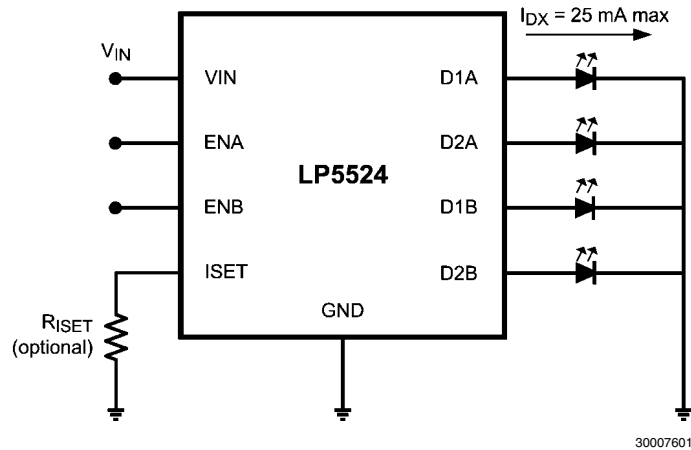 I_DX = 25 mA max
V_IN
VIN
D1A
ENA
D2A
LP5524
ENB
D1B
ISET
D2B
GND
R_ISET
(optional)
30007601